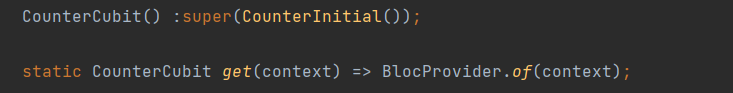 CounterCubit() :super(CounterInitial());
static CounterCubit get(context) => BlocProvider.of(context);